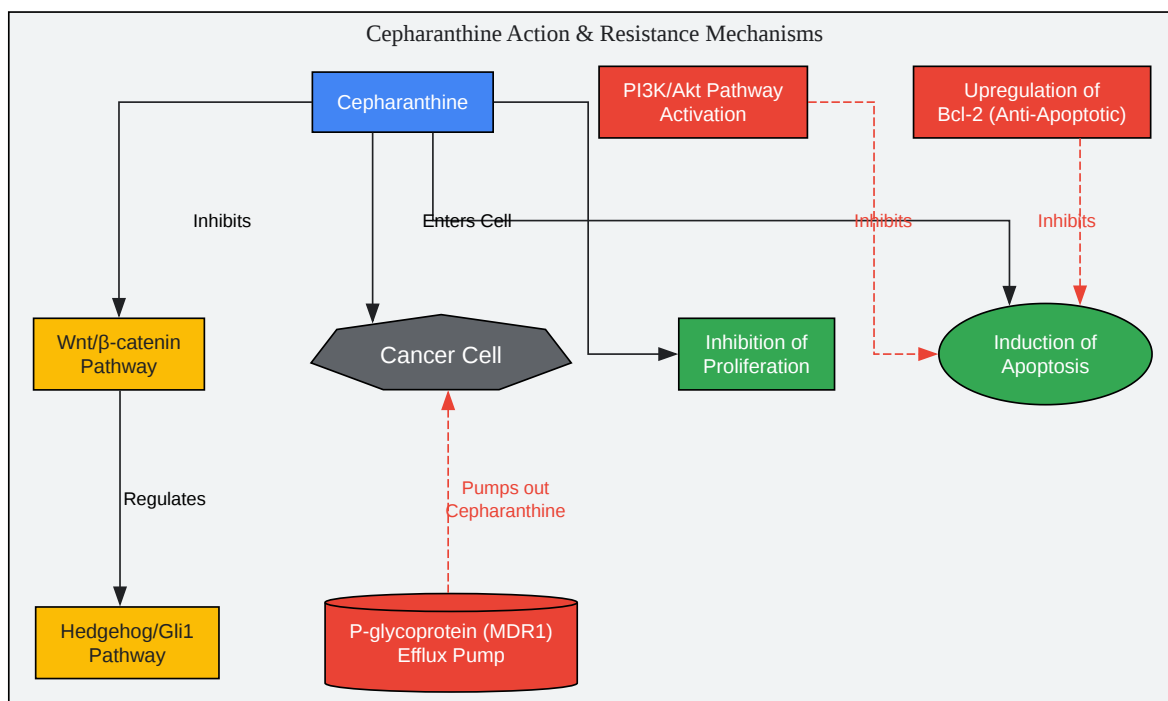 Cepharanthine Action & Resistance Mechanisms
Cepharanthine
PI3K/Akt Pathway
Activation
Upregulation of
Bcl-2 (Anti-Apoptotic)
Inhibits
Enters Cell
Inhibits
Inhibits
Wnt/β-catenin
Pathway
Cancer Cell
Inhibition of
Proliferation
Induction of
Apoptosis
Regulates
Pumps out
Cepharanthine
Hedgehog/Gli1
Pathway
P-glycoprotein (MDR1)
Efflux Pump